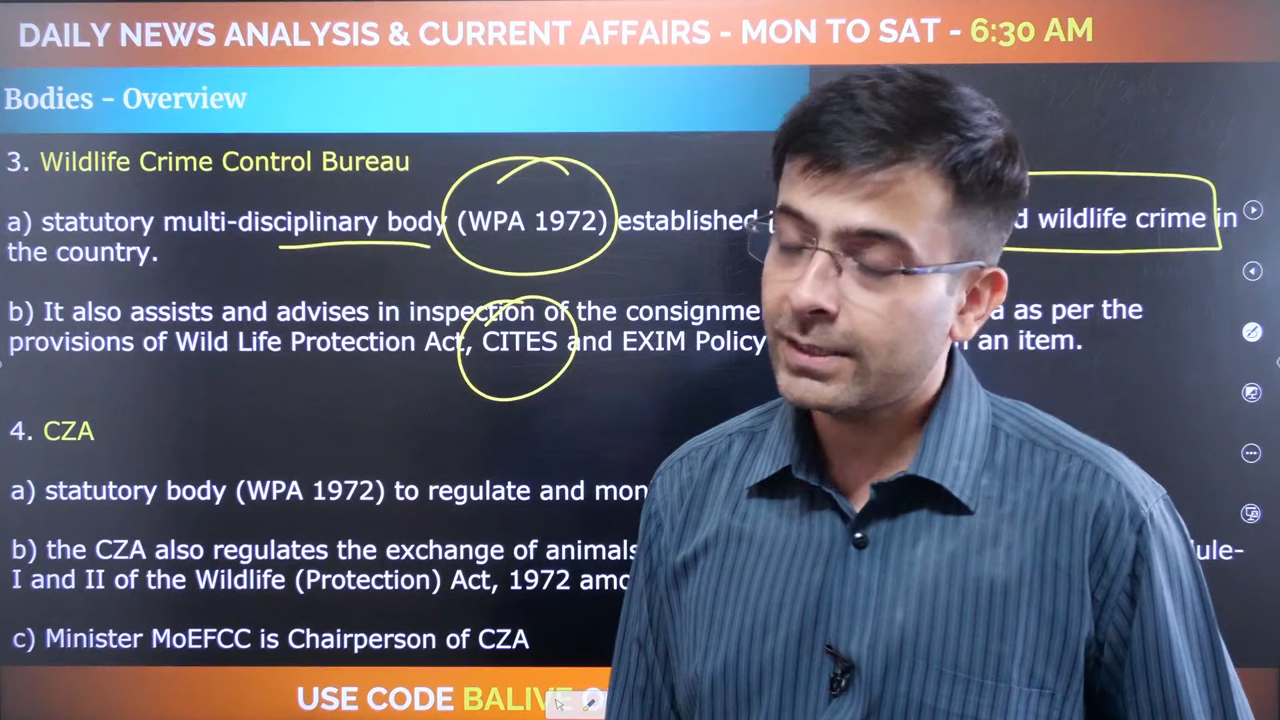 DAILY NEWS ANALYSIS & CURRENT AFFAIRS - MON TO SAT - 6:30 AM
Bodies - Overview
3. Wildlife Crime Control Bureau
a) statutory multi-disciplinary body (WPA 1972) established wildlife crime in
the country.
b) It also assists and advises in inspection of the as per the
provisions of Wild Life Protection Act, CITES and EXIM Policy an item.
4. CZA
a) statutory body (WPA 1972) to regulate and
b) the CZA also regulates the exchange of animals
I and II of the Wildlife (Protection) Act, 1972
c) Minister MoEFCC is Chairperson of CZA
USE CODE BALIVE